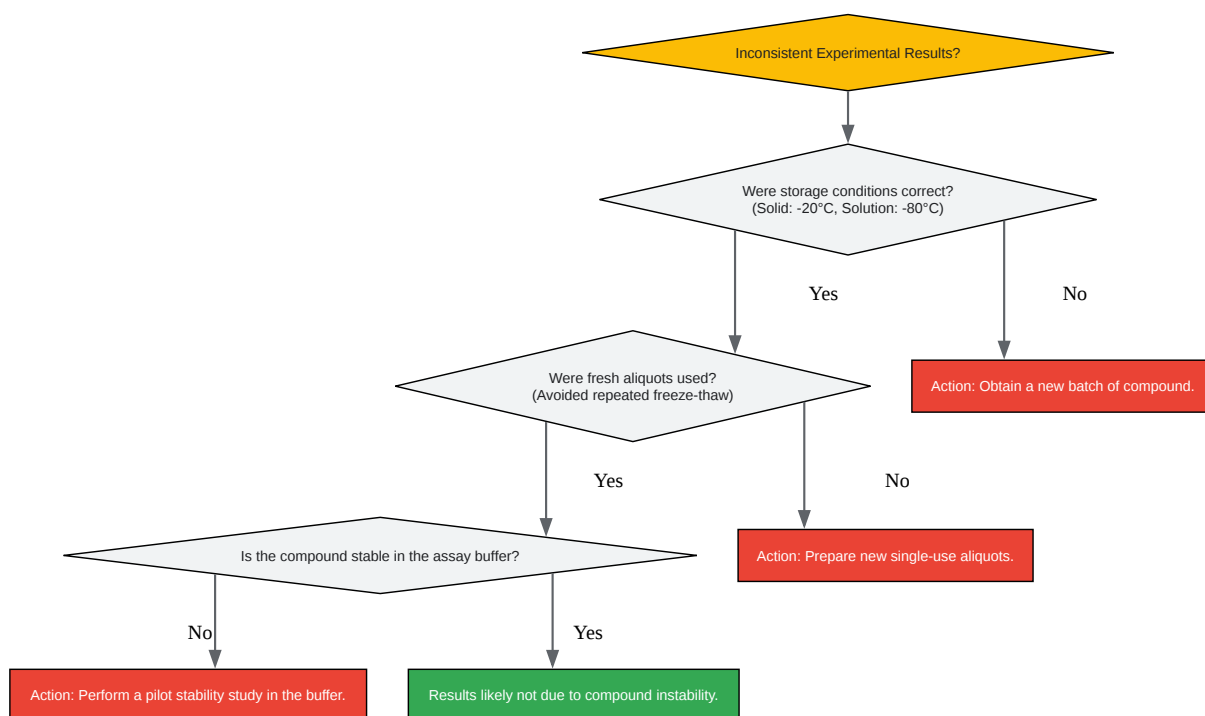 Inconsistent Experimental Results?
Were storage conditions correct?
(Solid: -20°C, Solution: -80°C)
Yes
No
Action: Obtain a new batch of compound.
Were fresh aliquots used?
(Avoided repeated freeze-thaw)
Yes
No
Action: Prepare new single-use aliquots.
Is the compound stable in the assay buffer?
No
Yes
Action: Perform a pilot stability study in the buffer.
Results likely not due to compound instability.